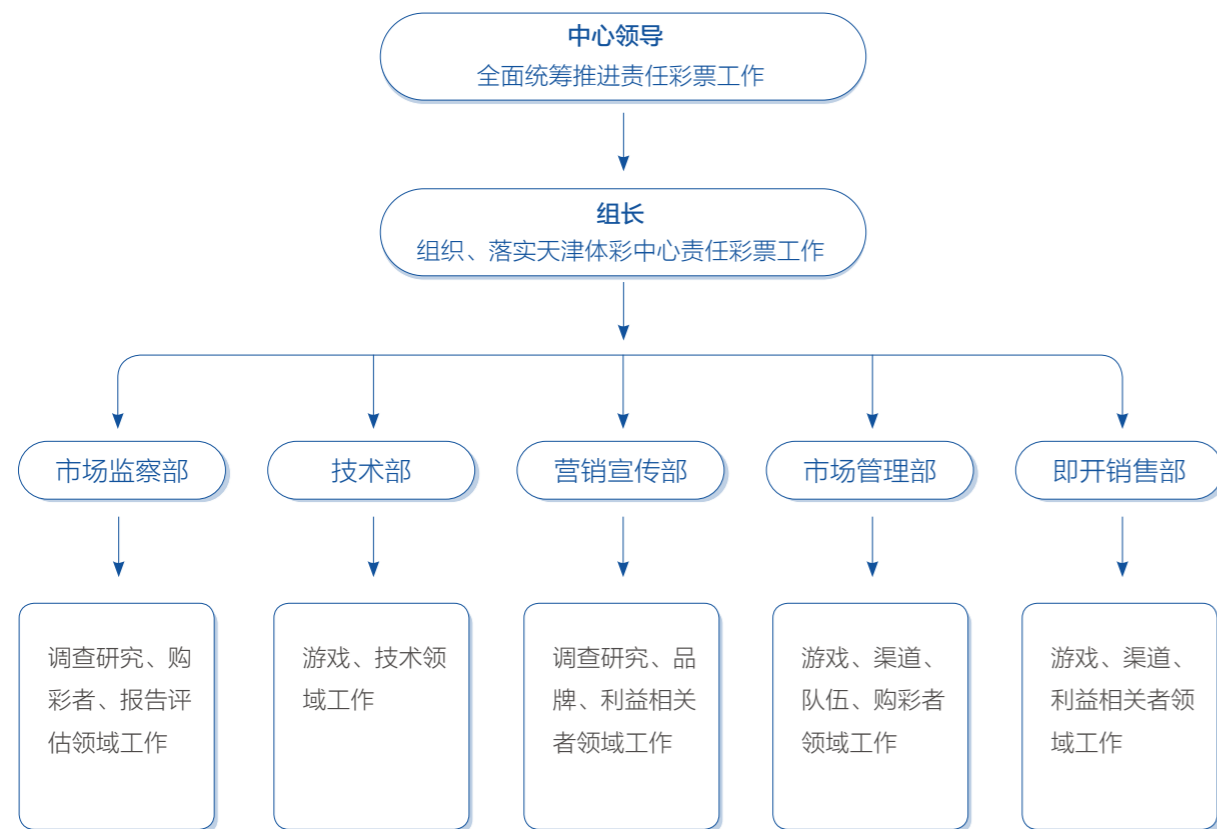 中心领导
全面统筹推进责任彩票工作
组长
组织、落实天津体彩中心责任彩票工作
市场监察部
技术部
营销宣传部
市场管理部
即开销售部
调查研究、购
彩者、报告评
估领域工作
游戏、技术领
域工作
调查研究、品
牌、利益相关
者领域工作
游戏、渠道、
队伍、购彩者
领域工作
游戏、渠道、
利益相关者领
域工作